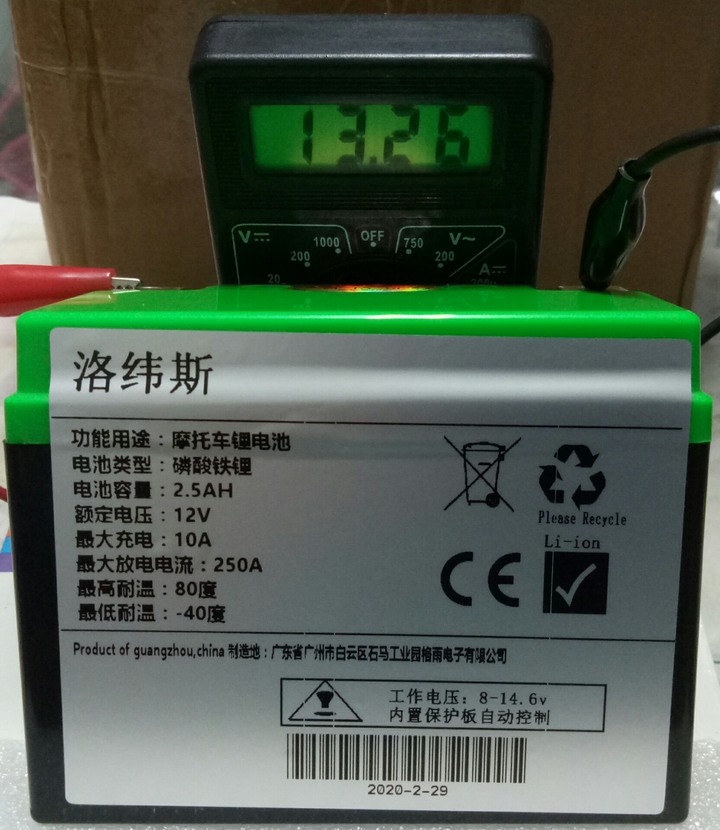 13.26
OFF
V
1000
750
V~
200
200
20
A
200
洛纬斯
功能用途：摩托车锂电池
电池类型：磷酸铁锂
电池容量：2.5AH
额定电压：12V
最大充电：10A
最大放电电流：250A
最高耐温：80度
最低耐温：-40度
Please Recycle
Li-ion
CE
Product of guangzhou,china 制造地：广东省广州市白云区石马工业园格雨电子有限公司
工作电压：8-14.6v
内置保护板自动控制
2020-2-29